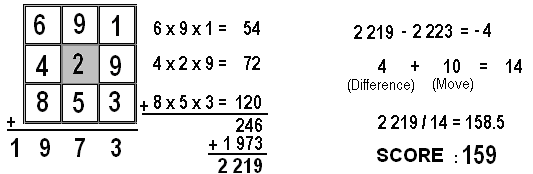 6 9 1
4 2 9
8 5 3
+
1 9 7 3
6 x 9 x 1 = 54
4 x 2 x 9 = 72
+ 8 x 5 x 3 = 120
246
+ 1 973
2 219
2 219 - 2 223 = -4
4 + 10 = 14
(Difference) (Move)
2 219 / 14 = 158.5
SCORE : 159